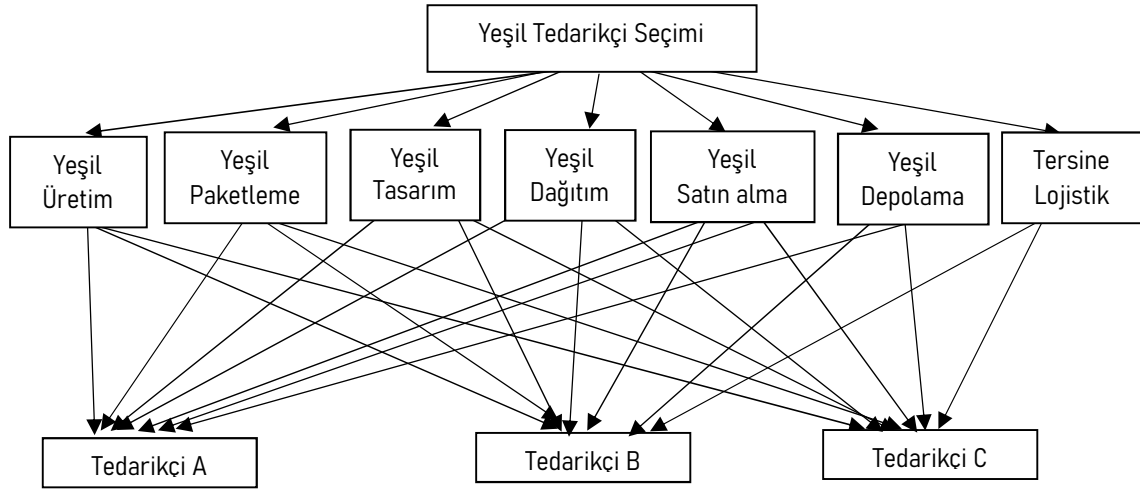 Yeşil Tedarikçi Seçimi
Yeşil
Üretim
Yeşil
Paketleme
Yeşil
Tasarım
Yeşil
Dağıtım
Yeşil
Satın alma
Yeşil
Depolama
Tersine
Lojistik
Tedarikçi A
Tedarikçi B
Tedarikçi C